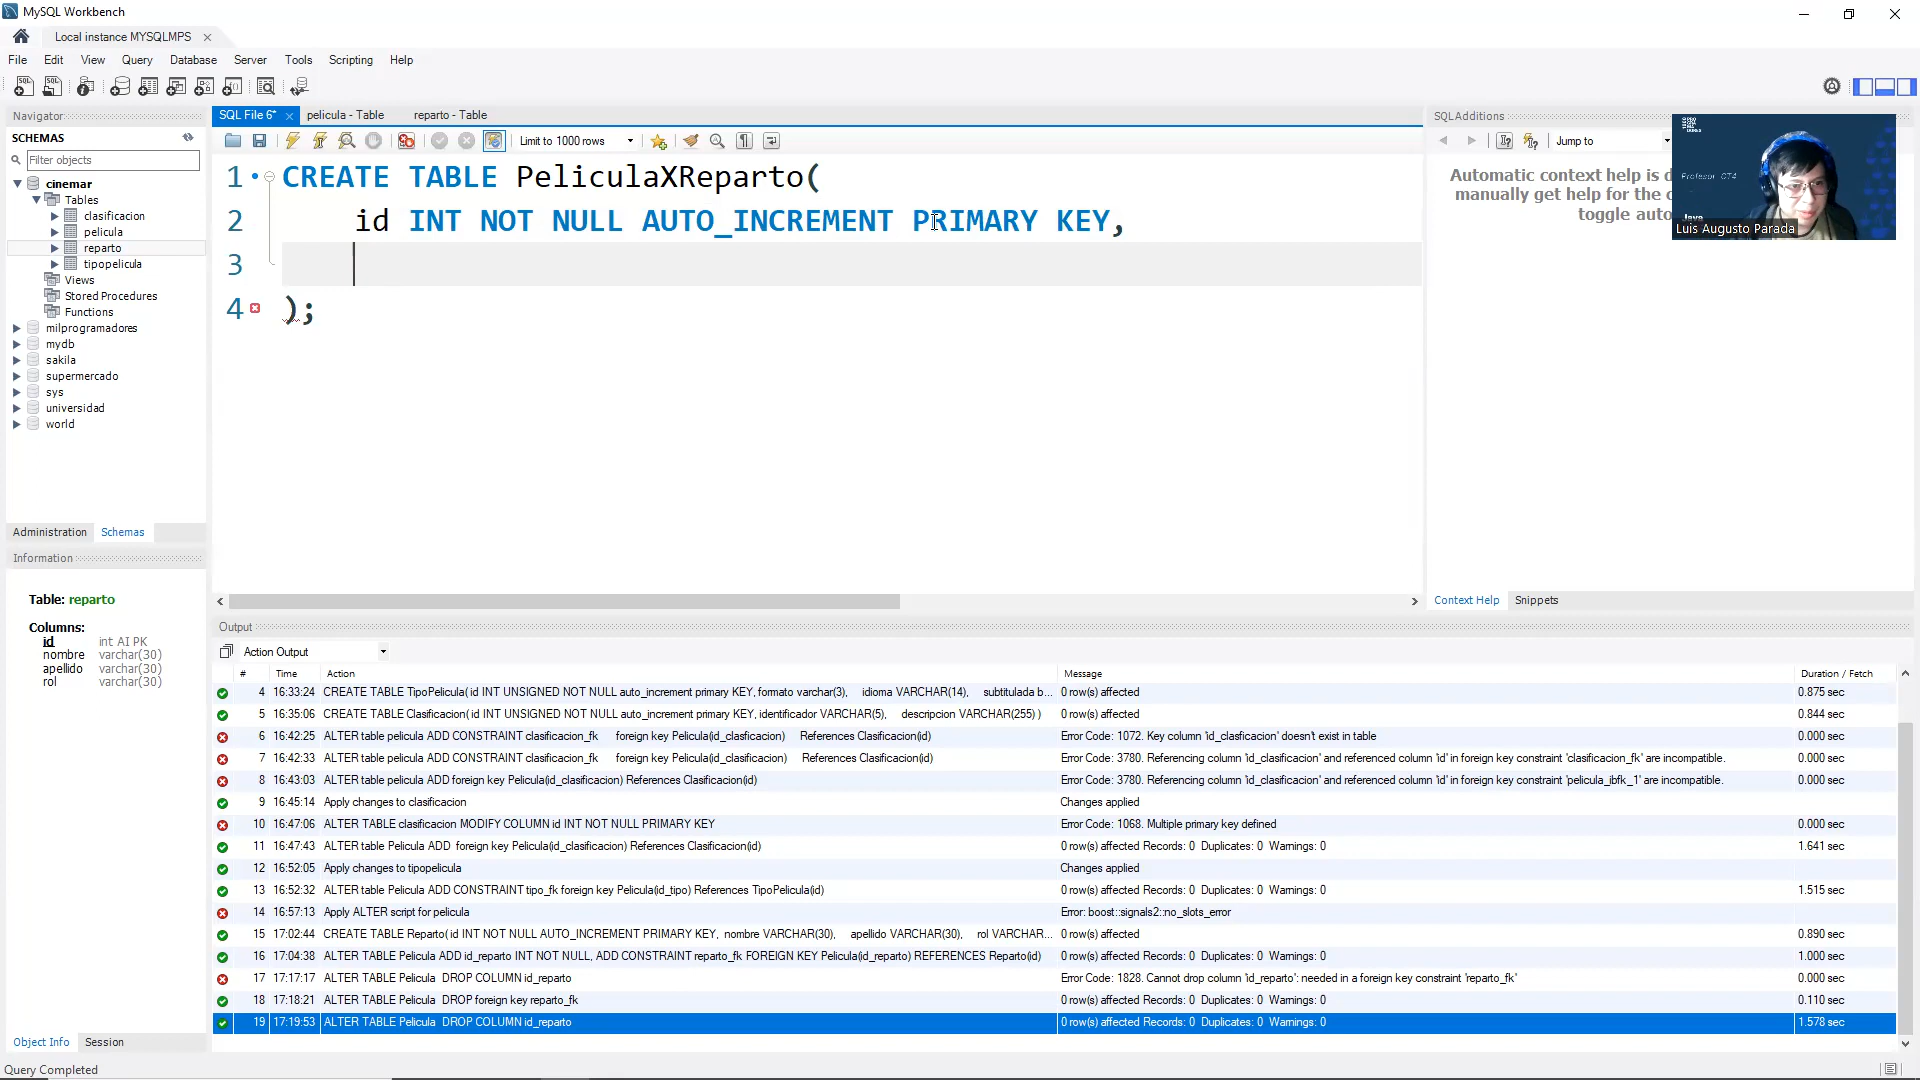 MySQL Workbench
Local instance MYSQLMPS
File Edit View Query Database Server Tools Scripting Help
Navigator
SCHEMAS
Filter objects
cinemar
Tables
clasificacion
pelicula
reparto
tipopelicula
Views
Stored Procedures
Functions
milprogramadores
mydb
sakila
supermercado
sys
universidad
world
Administration Schemas
Information
Table: reparto
Columns:
id int AI PK
nombre varchar(30)
apellido varchar(30)
rol varchar(30)
Object Info Session
Query Completed
SQL File 6* pelicula - Table reparto - Table
Limit to 1000 rows
1 CREATE TABLE PeliculaXReparto(
2 id INT NOT NULL AUTO_INCREMENT PRIMARY KEY,
3
4 );
SQLAdditions
Jump to
Automatic context help is d
manually get help for the c
toggle auto
Profesor CT4
Java
Luis Augusto Parada
Context Help Snippets
Output
Action Output
# Time Action Message Duration / Fetch
4 16:33:24 CREATE TABLE TipoPelicula( id INT UNSIGNED NOT NULL auto_increment primary KEY, formato varchar(3), idioma VARCHAR(14), subtitulada b... 0 row(s) affected 0.875 sec
5 16:35:06 CREATE TABLE Clasificacion( id INT UNSIGNED NOT NULL auto_increment primary KEY, identificador VARCHAR(5), descripcion VARCHAR(255) ) 0 row(s) affected 0.844 sec
6 16:42:25 ALTER table pelicula ADD CONSTRAINT clasificacion_fk foreign key Pelicula(id_clasficacion) References Clasificacion(id) Error Code: 1072. Key column 'id_clasficacion' doesn't exist in table 0.000 sec
7 16:42:33 ALTER table pelicula ADD CONSTRAINT clasificacion_fk foreign key Pelicula(id_clasificacion) References Clasificacion(id) Error Code: 3780. Referencing column 'id_clasificacion' and referenced column 'id' in foreign key constraint 'clasificacion_fk' are incompatible. 0.000 sec
8 16:43:03 ALTER table pelicula ADD foreign key Pelicula(id_clasificacion) References Clasificacion(id) Error Code: 3780. Referencing column 'id_clasificacion' and referenced column 'id' in foreign key constraint 'pelicula_ibfk_1' are incompatible. 0.000 sec
9 16:45:14 Apply changes to clasificacion Changes applied
10 16:47:06 ALTER TABLE clasificacion MODIFY COLUMN id INT NOT NULL PRIMARY KEY Error Code: 1068. Multiple primary key defined 0.000 sec
11 16:47:43 ALTER table Pelicula ADD foreign key Pelicula(id_clasificacion) References Clasificacion(id) 0 row(s) affected Records: 0 Duplicates: 0 Warnings: 0 1.641 sec
12 16:52:05 Apply changes to tipopelicula Changes applied
13 16:52:32 ALTER table Pelicula ADD CONSTRAINT tipo_fk foreign key Pelicula(id_tipo) References TipoPelicula(id) 0 row(s) affected Records: 0 Duplicates: 0 Warnings: 0 1.515 sec
14 16:57:13 Apply ALTER script for pelicula Error: boost::signals2::no_slots_error
15 17:02:44 CREATE TABLE Reparto( id INT NOT NULL AUTO_INCREMENT PRIMARY KEY, nombre VARCHAR(30), apellido VARCHAR(30), rol VARCHAR... 0 row(s) affected 0.890 sec
16 17:04:38 ALTER TABLE Pelicula ADD id_reparto INT NOT NULL, ADD CONSTRAINT reparto_fk FOREIGN KEY Pelicula(id_reparto) REFERENCES Reparto(id) 0 row(s) affected Records: 0 Duplicates: 0 Warnings: 0 1.000 sec
17 17:17:17 ALTER TABLE Pelicula DROP COLUMN id_reparto Error Code: 1828. Cannot drop column 'id_reparto': needed in a foreign key constraint 'reparto_fk' 0.000 sec
18 17:18:21 ALTER TABLE Pelicula DROP foreign key reparto_fk 0 row(s) affected Records: 0 Duplicates: 0 Warnings: 0 0.110 sec
19 17:19:53 ALTER TABLE Pelicula DROP COLUMN id_reparto 0 row(s) affected Records: 0 Duplicates: 0 Warnings: 0 1.578 sec